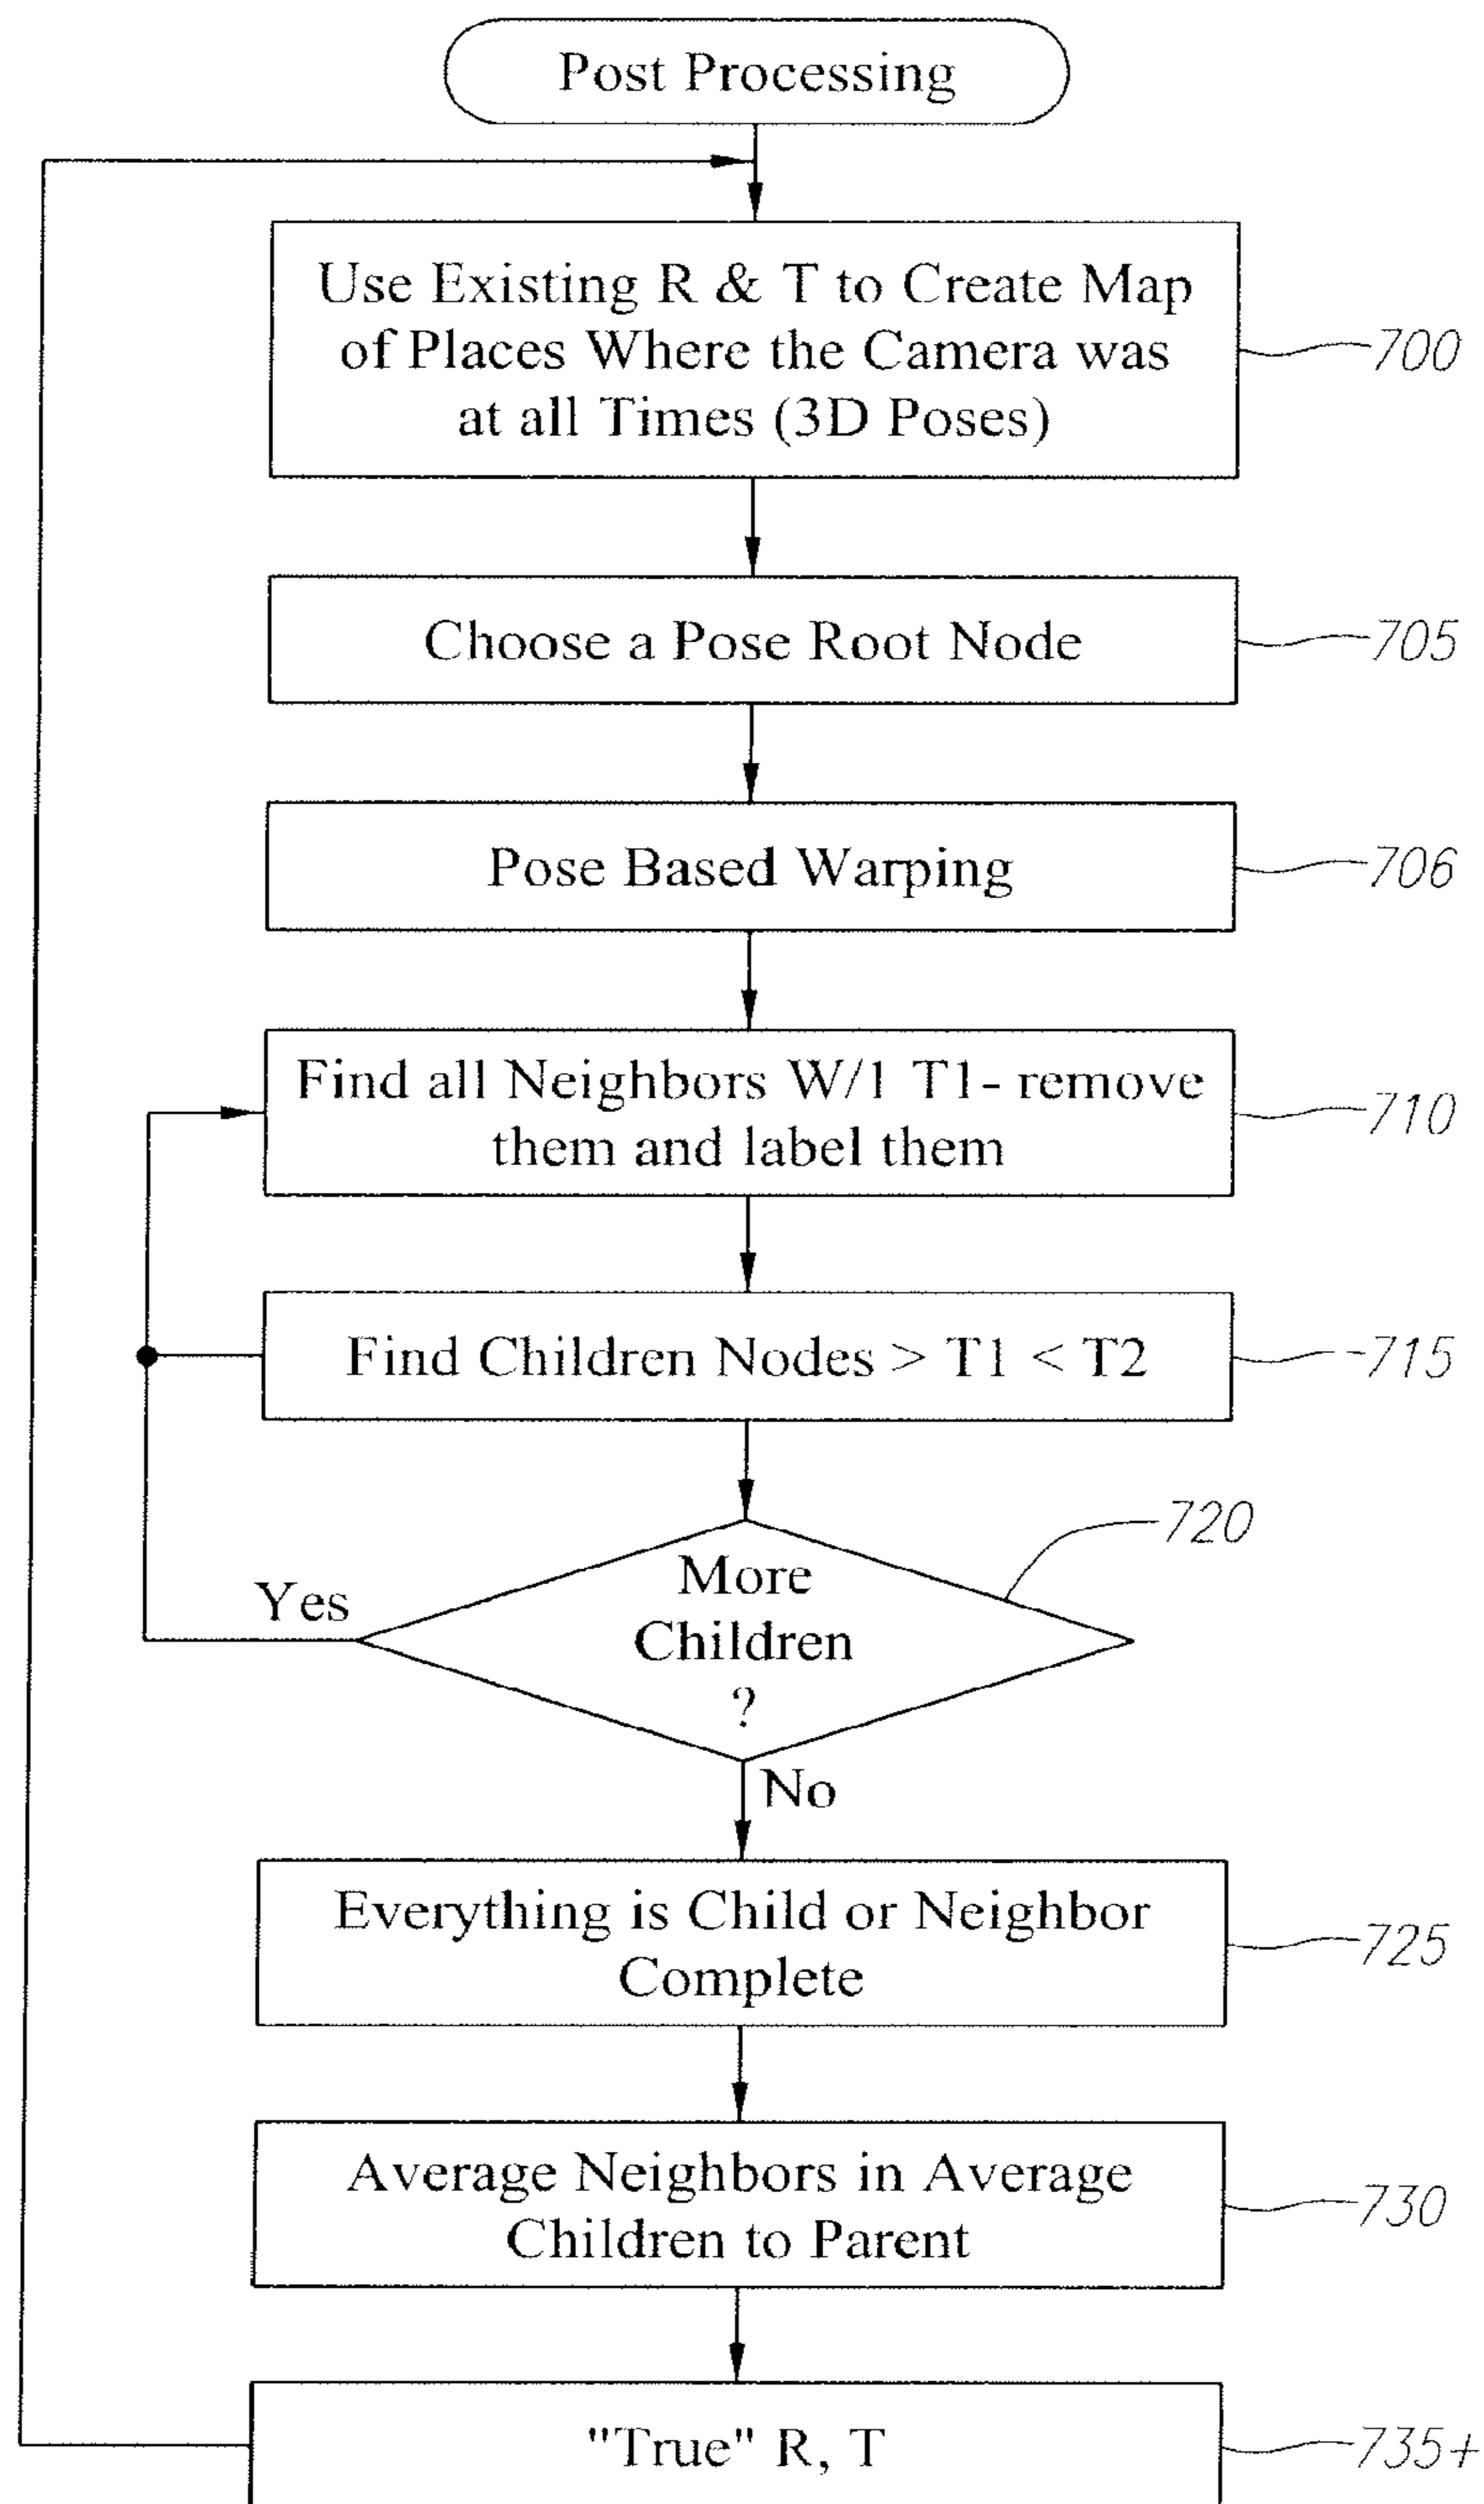 Post Processing
Use Existing R & T to Create Map
of Places Where the Camera was
at all Times (3D Poses)
700
Choose a Pose Root Node
705
Pose Based Warping
706
Find all Neighbors W/1 T1- remove
them and label them
710
Find Children Nodes > T1 < T2
715
720
More
Children
?
Yes
No
Everything is Child or Neighbor
Complete
725
Average Neighbors in Average
Children to Parent
730
"True" R, T
735+